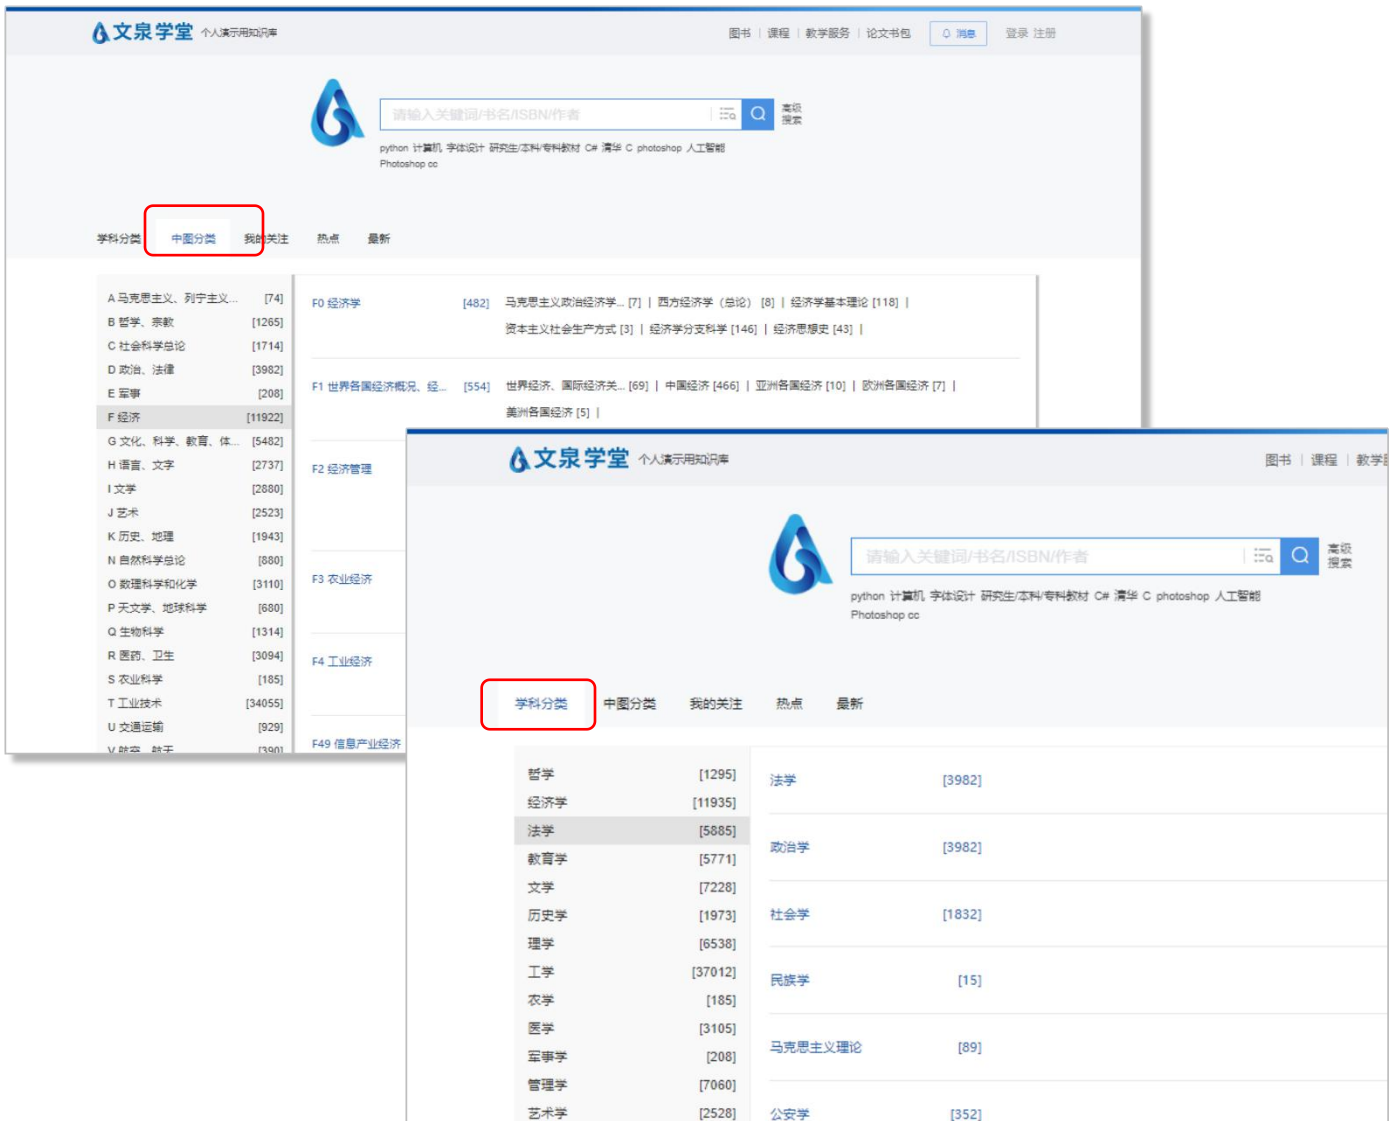 文泉学堂 个人演示用知识库
图书 | 课程 | 教学服务 | 论文书包 消息 登录 注册
请输入关键词/书名/ISBN/作者
高级
搜索
python 计算机 字体设计 研究生/本科/专科教材 C# 清华 C photoshop 人工智能
Photoshop cc
学科分类 中图分类 我的关注 热点 最新
A 马克思主义、列宁主义... [74]
B 哲学、宗教 [1265]
C 社会科学总论 [1714]
D 政治、法律 [3982]
E 军事 [208]
F 经济 [11922]
G 文化、科学、教育、体... [5482]
H 语言、文字 [2737]
I 文学 [2880]
J 艺术 [2523]
K 历史、地理 [1943]
N 自然科学总论 [880]
O 数理科学和化学 [3110]
P 天文学、地球科学 [680]
Q 生物科学 [1314]
R 医药、卫生 [3094]
S 农业科学 [185]
T 工业技术 [34055]
U 交通运输 [929]
V 航空、航天 [390]
F0 经济学 [482] 马克思主义政治经济学... [7] | 西方经济学（总论） [8] | 经济学基本理论 [118] |
资本主义社会生产方式 [3] | 经济学分支科学 [146] | 经济思想史 [43] |
F1 世界各国经济概况、经... [554] 世界经济、国际经济关... [69] | 中国经济 [466] | 亚洲各国经济 [10] | 欧洲各国经济 [7] |
美洲各国经济 [5] |
F2 经济管理
F3 农业经济
F4 工业经济
F49 信息产业经济
文泉学堂 个人演示用知识库
图书 | 课程 | 教学
请输入关键词/书名/ISBN/作者
高级
搜索
python 计算机 字体设计 研究生/本科/专科教材 C# 清华 C photoshop 人工智能
Photoshop cc
学科分类 中图分类 我的关注 热点 最新
哲学 [1295]
经济学 [11935]
法学 [5885]
教育学 [5771]
文学 [7228]
历史学 [1973]
理学 [6538]
工学 [37012]
农学 [185]
医学 [3105]
军事学 [208]
管理学 [7060]
艺术学 [2528]
法学 [3982]
政治学 [3982]
社会学 [1832]
民族学 [15]
马克思主义理论 [89]
公安学 [352]